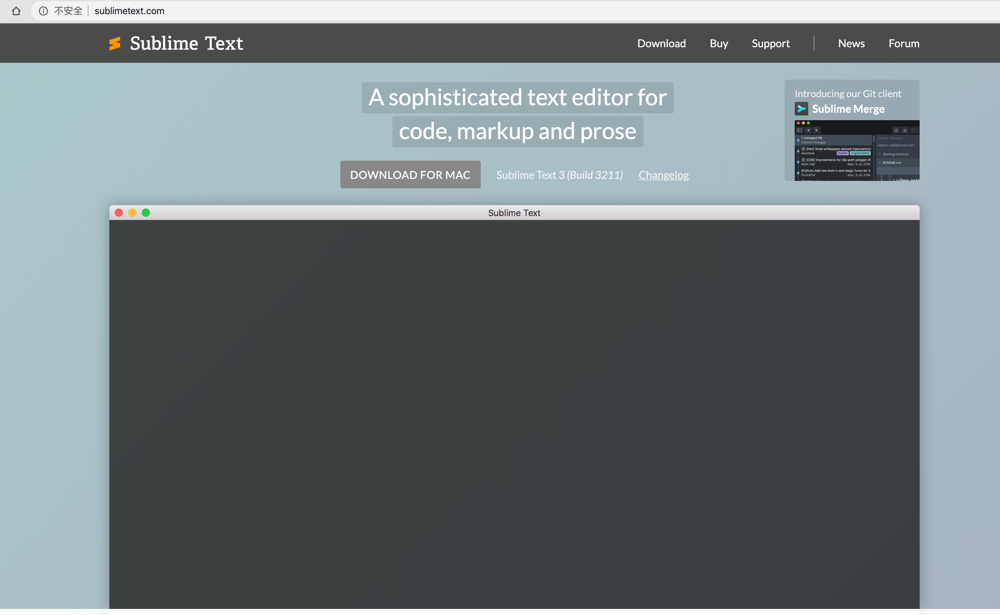 不安全 sublimetext.com
Sublime Text
Download Buy Support News Forum
A sophisticated text editor for
code, markup and prose
DOWNLOAD FOR MAC Sublime Text 3 (Build 3211) Changelog
Introducing our Git client
Sublime Merge
1 unstaged file
Commit Changes
2 [Perl] Small whitespace related improvement
deathaxe master origin/master
2 [CSS] improvements for clip-path polygon (#
Keith Hall Mon, 9 Jul 3 PM
[Python] Add new built-in and magic funcs for 3.
FichteFoll Mon, 9 Jul 3 PM
Commit Message
wbond <will@wbond.net>
Working Directory
README.md
2 2
Sublime Text